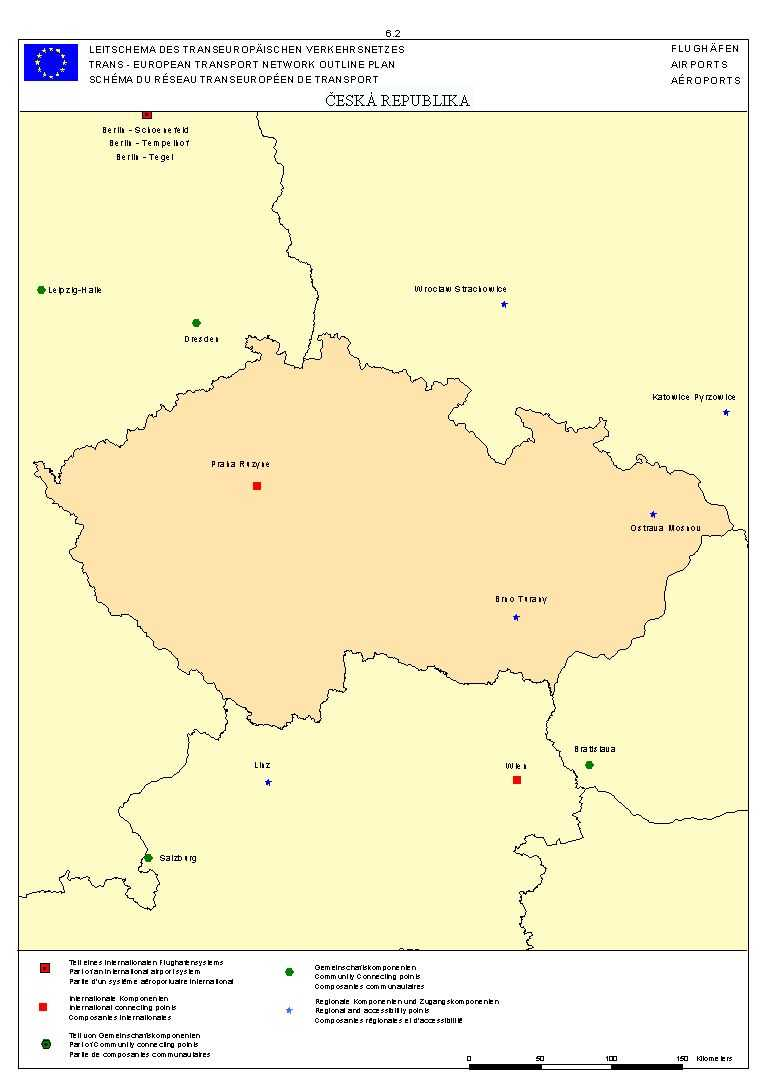 6.2
LEITSCHEMA DES TRANSEUROPÄISCHEN VERKEHRSNETZES
TRANS - EUROPEAN TRANSPORT NETWORK OUTLINE PLAN
SCHÉMA DU RÉSEAU TRANSEUROPÉEN DE TRANSPORT
FLUGHÄFEN
AIRPORTS
AÉROPORTS
ČESKÁ REPUBLIKA
Berlin - Schoenefeld
Berlin - Tempelhof
Berlin - Tegel
Leipzig-Halle
Wroclaw Strachowice
Dresden
Katowice Pyrzowice
Praha Ruzyne
Ostrava Mosnov
Brno Turany
Bratislava
Linz
Wien
Salzburg
Teil eines Internationalen Flughafensystems
Part of an international airport system
Partie d'un système aéroportuaire international
Internationale Komponenten
International connecting points
Composantes internationales
Teil von Gemeinschaftskomponenten
Part of Community connecting points
Partie de composantes communautaires
Gemeinschaftskomponenten
Community Connecting points
Composantes communautaires
Regionale Komponenten und Zugangskomponenten
Regional and accessibility points
Composantes régionales et d'accessibilité
0 50 100 150 Kilometers